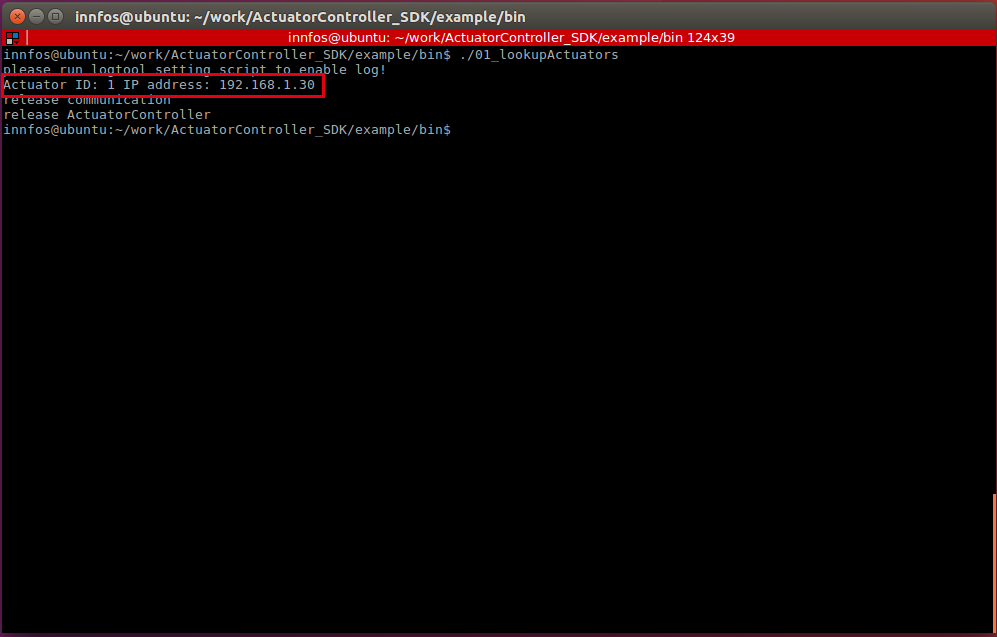 innfos@ubuntu: ~/work/ActuatorController_SDK/example/bin
innfos@ubuntu: ~/work/ActuatorController_SDK/example/bin 124x39
innfos@ubuntu:~/work/ActuatorController_SDK/example/bin$ ./01_lookupActuators
please run logtool setting script to enable log!
Actuator ID: 1 IP address: 192.168.1.30
release communication
release ActuatorController
innfos@ubuntu:~/work/ActuatorController_SDK/example/bin$